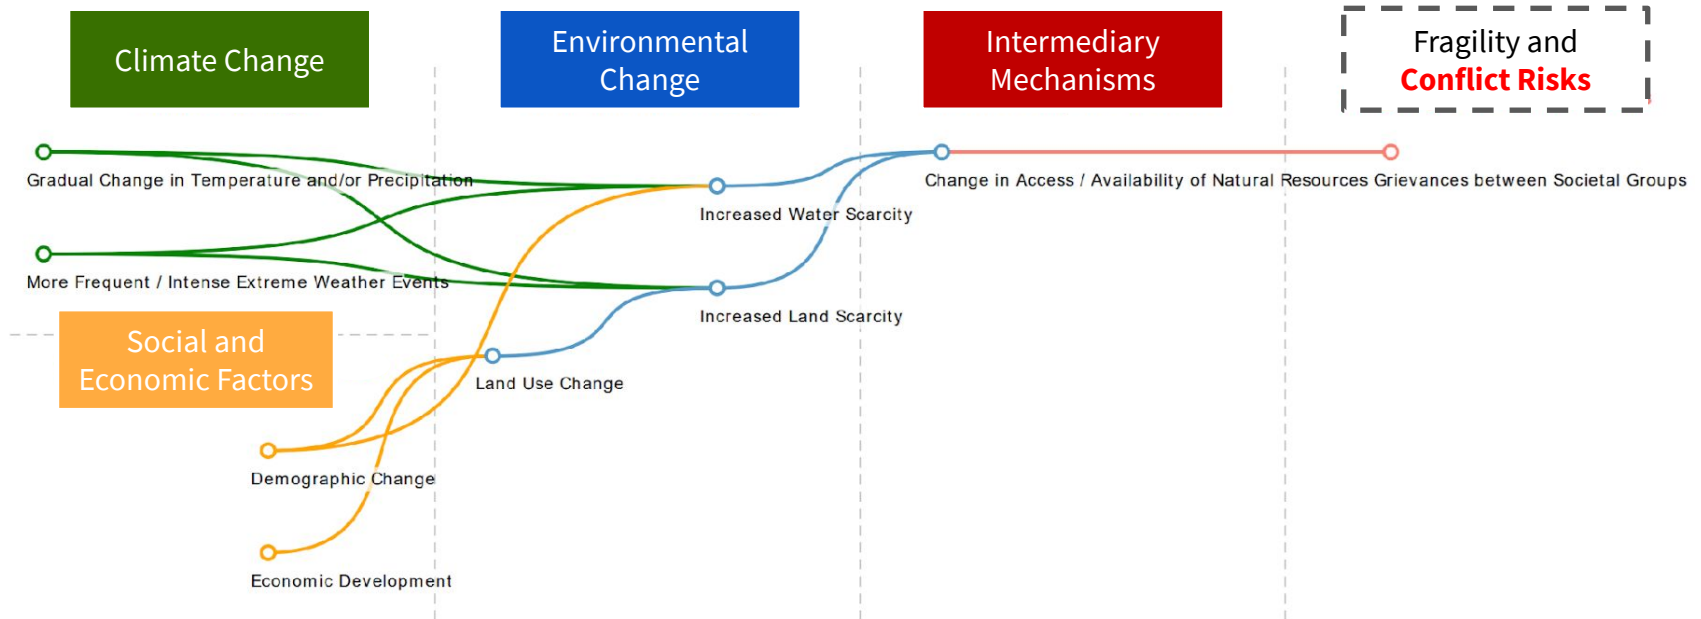 Climate Change
Environmental
Change
Intermediary
Mechanisms
Fragility and
Conflict Risks
Gradual Change in Temperature and/or Precipitation
Increased Water Scarcity
Change in Access / Availability of Natural Resources
Grievances between Societal Groups
More Frequent / Intense Extreme Weather Events
Increased Land Scarcity
Social and
Economic Factors
Land Use Change
Demographic Change
Economic Development